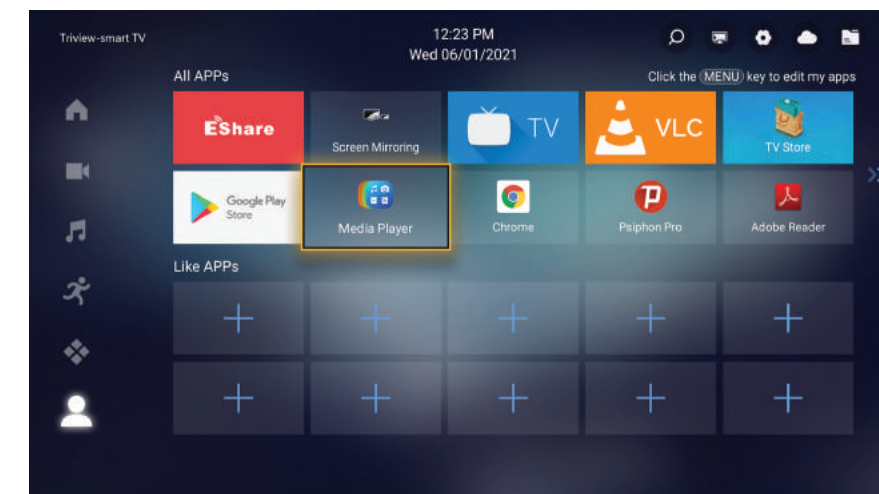 Triview-smart TV
12:23 PM
Wed 06/01/2021
All APPs
Click the MENU key to edit my apps
EShare
Screen Mirroring
TV
VLC
TV Store
Google Play
Store
Media Player
Chrome
Psiphon Pro
Adobe Reader
Like APPs